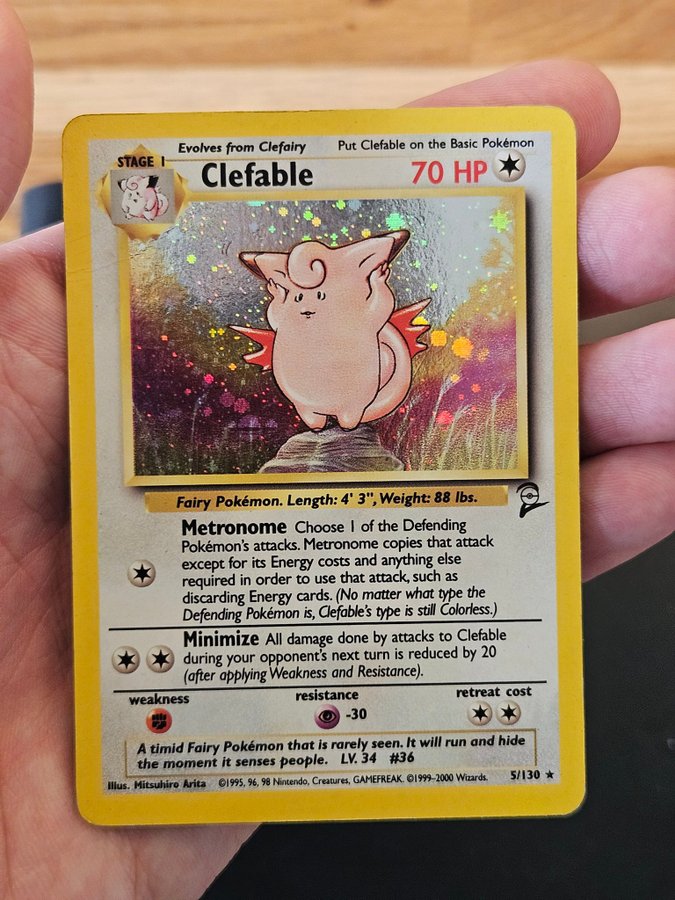 Evolves from Clefairy Put Clefable on the Basic Pokémon
STAGE 1
Clefable 70 HP
Fairy Pokémon. Length: 4' 3", Weight: 88 lbs.
Metronome Choose 1 of the Defending
Pokémon's attacks. Metronome copies that attack
except for its Energy costs and anything else
required in order to use that attack, such as
discarding Energy cards. (No matter what type the
Defending Pokémon is, Clefable's type is still Colorless.)
Minimize All damage done by attacks to Clefable
during your opponent's next turn is reduced by 20
(after applying Weakness and Resistance).
weakness resistance retreat cost
-30
A timid Fairy Pokémon that is rarely seen. It will run and hide
the moment it senses people. LV. 34 #36
Illus. Mitsuhiro Arita ©1995, 96, 98 Nintendo, Creatures, GAMEFREAK. ©1999-2000 Wizards. 5/130 ★